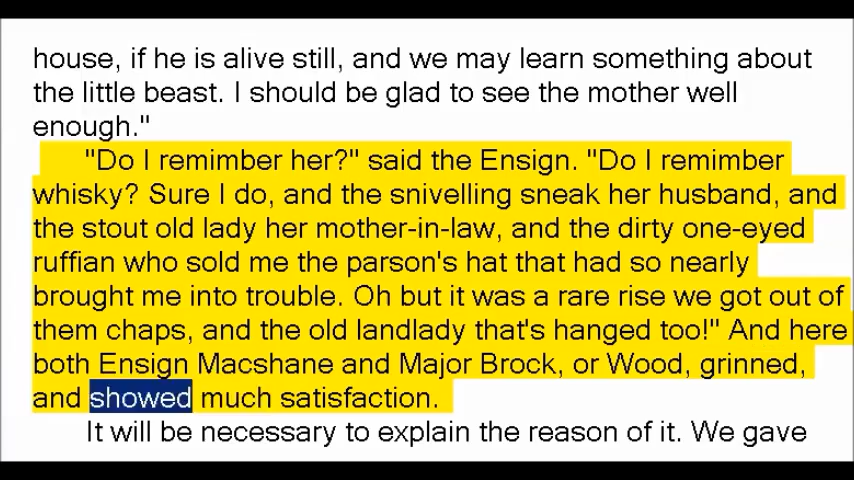 house, if he is alive still, and we may learn something about
the little beast. I should be glad to see the mother well
enough."
"Do I remimber her?" said the Ensign. "Do I remimber
whisky? Sure I do, and the snivelling sneak her husband, and
the stout old lady her mother-in-law, and the dirty one-eyed
ruffian who sold me the parson's hat that had so nearly
brought me into trouble. Oh but it was a rare rise we got out of
them chaps, and the old landlady that's hanged too!" And here
both Ensign Macshane and Major Brock, or Wood, grinned,
and showed much satisfaction.
It will be necessary to explain the reason of it. We gave